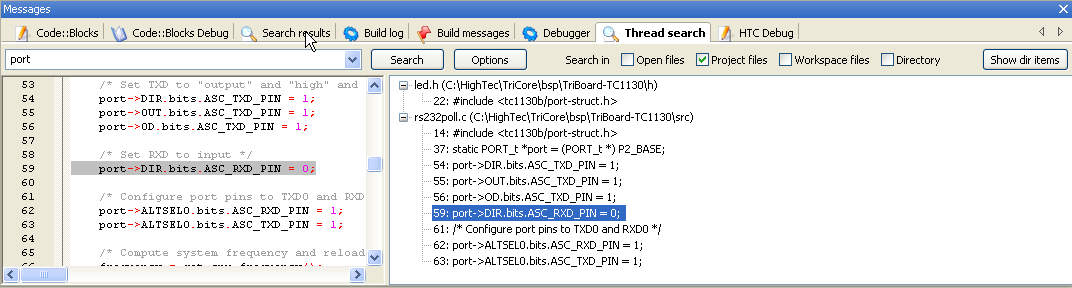 Messages
Code::Blocks
Code::Blocks Debug
Search results
Build log
Build messages
Debugger
Thread search
HTC Debug
port
Search
Options
Search in
Open files
Project files
Workspace files
Directory
Show dir items
53 /* Set TXD to "output" and "high" and
54 port->DIR.bits.ASC_TXD_PIN = 1;
55 port->OUT.bits.ASC_TXD_PIN = 1;
56 port->OD.bits.ASC_TXD_PIN = 1;
57
58 /* Set RXD to input */
59 port->DIR.bits.ASC_RXD_PIN = 0;
60
61 /* Configure port pins to TXD0 and RXD
62 port->ALTSEL0.bits.ASC_RXD_PIN = 1;
63 port->ALTSEL0.bits.ASC_TXD_PIN = 1;
64
65 /* Compute system frequency and reload
led.h (C:\HighTec\TriCore\bsp\TriBoard-TC1130\h)
22: #include <tc1130b/port-struct.h>
rs232poll.c (C:\HighTec\TriCore\bsp\TriBoard-TC1130\src)
14: #include <tc1130b/port-struct.h>
37: static PORT_t *port = (PORT_t *) P2_BASE;
54: port->DIR.bits.ASC_TXD_PIN = 1;
55: port->OUT.bits.ASC_TXD_PIN = 1;
56: port->OD.bits.ASC_TXD_PIN = 1;
59: port->DIR.bits.ASC_RXD_PIN = 0;
61: /* Configure port pins to TXD0 and RXD0 */
62: port->ALTSEL0.bits.ASC_RXD_PIN = 1;
63: port->ALTSEL0.bits.ASC_TXD_PIN = 1;